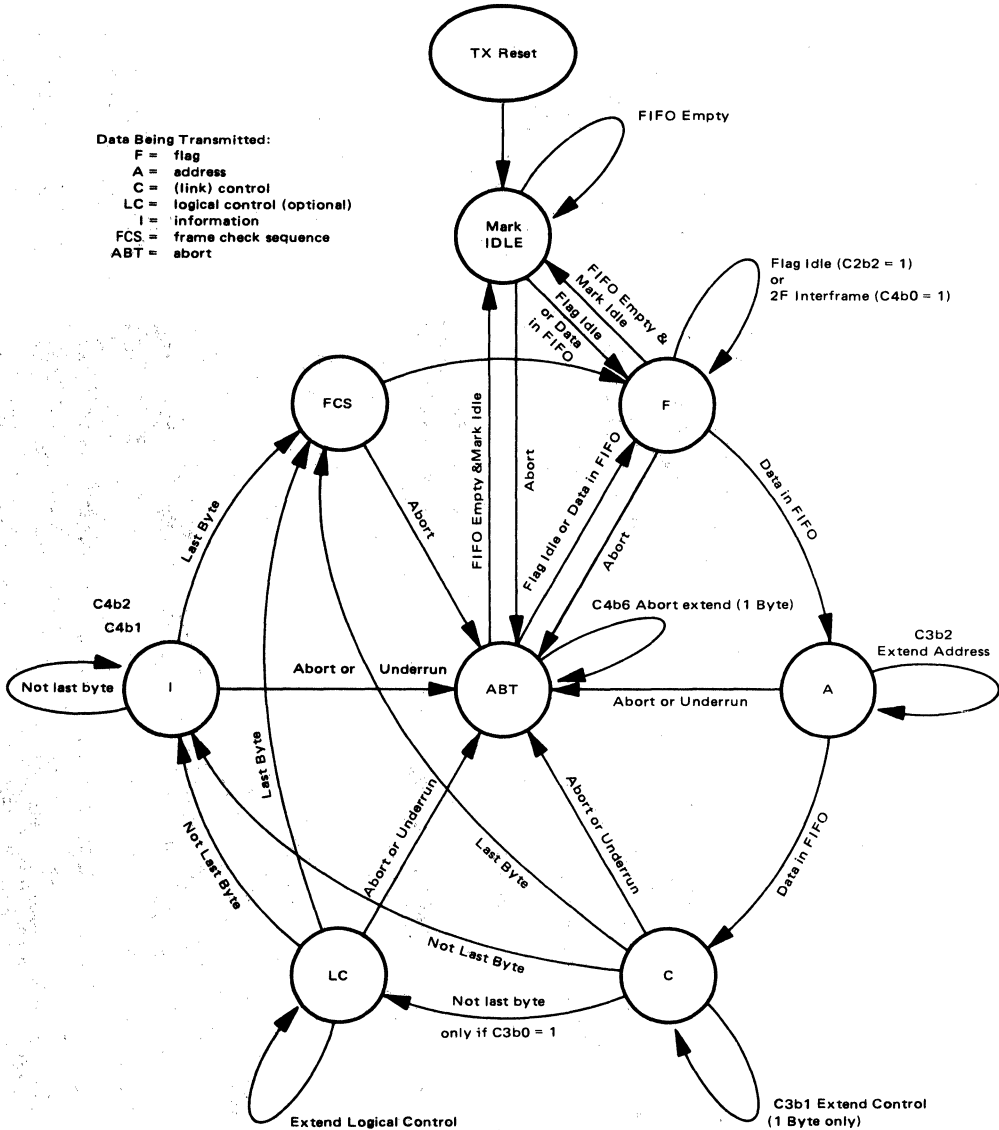 TX Reset
FIFO Empty
Data Being Transmitted:
F = flag
A = address
C = (link) control
LC = logical control (optional)
I = information
FCS = frame check sequence
ABT = abort
Mark
IDLE
Flag Idle (C2b2 = 1)
or
2F Interframe (C4b0 = 1)
FIFO Empty &
Mark Idle
Flag Idle
or Data
in FIFO
FCS
F
Last Byte
Abort
FIFO Empty &Mark Idle
Abort
Flag Idle or Data in FIFO
Abort
Data in FIFO
C4b2
C4b1
C4b6 Abort extend (1 Byte)
C3b2
Extend Address
Not last byte
I
Abort or Underrun
ABT
Abort or Underrun
A
Last Byte
Not Last Byte
Abort or Underrun
Last Byte
Abort or Underrun
Data in FIFO
Not Last Byte
LC
Not last byte
only if C3b0 = 1
C
Extend Logical Control
C3b1 Extend Control
(1 Byte only)